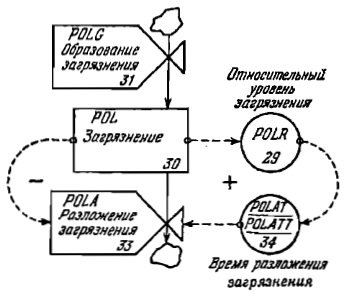 POLG
Образование
загрязнения
31
Относительный
уровень
загрязнения
POL
Загрязнение
30
POLR
29
−
+
POLA
Разложение
загрязнения
33
POLAT
POLATT
34
Время разложения
загрязнения